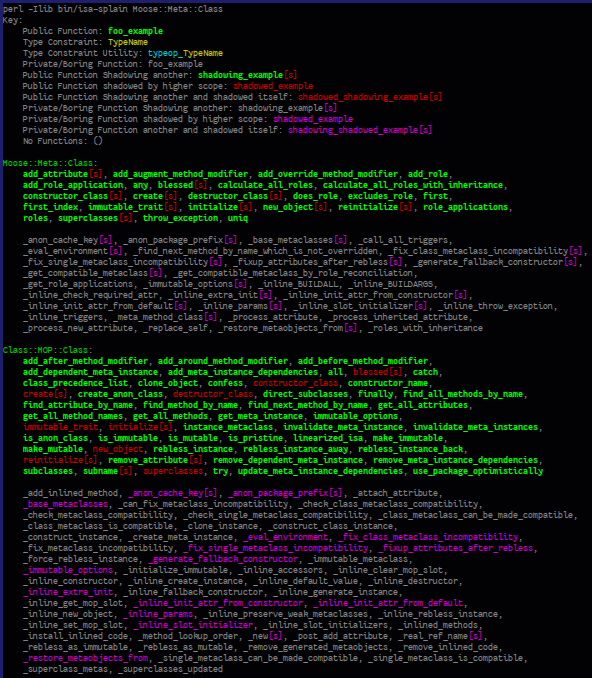 perl -Ilib bin/isa-splain Moose::Meta::Class
Key:
Public Function: foo_example
Type Constraint: TypeName
Type Constraint Utility: typeop_TypeName
Private/Boring Function: foo_example
Public Function Shadowing another: shadowing_example[s]
Public Function shadowed by higher scope: shadowed_example
Public Function another and shadowed itself: shadowed_shadowing_example[s]
Private/Boring Function Shadowing another: shadowing_example[s]
Private/Boring Function shadowed by higher scope: shadowed_example
Private/Boring Function another and shadowed itself: shadowing_shadowed_example[s]
No Functions: ()
Moose::Meta::Class:
add_attribute[s], add_augment_method_modifier, add_override_method_modifier, add_role,
add_role_application, any, blessed[s], calculate_all_roles, calculate_all_roles_with_inheritance,
constructor_class[s], create[s], destructor_class[s], does_role, excludes_role, first,
first_index, immutable_trait[s], initialize[s], new_object[s], reinitialize[s], role_applications,
roles, superclasses[s], throw_exception, uniq
_anon_cache_key[s], _anon_package_prefix[s], _base_metaclasses[s], _call_all_triggers,
_eval_environment[s], _find_next_method_by_name_which_is_not_overridden, _fix_class_metaclass_incompatibility[s],
_fix_single_metaclass_incompatibility[s], _fixup_attributes_after_rebless[s], _generate_fallback_constructor[s],
_get_compatible_metaclass[s], _get_compatible_metaclass_by_role_reconciliation,
_get_role_applications, _immutable_options[s], _inline_BUILDALL, _inline_BUILDARGS,
_inline_check_required_attr, _inline_extra_init[s], _inline_init_attr_from_constructor[s],
_inline_init_attr_from_default[s], _inline_params[s], _inline_slot_initializer[s], _inline_throw_exception,
_inline_triggers, _meta_method_class[s], _process_attribute, _process_inherited_attribute,
_process_new_attribute, _replace_self, _restore_metaobjects_from[s], _roles_with_inheritance
Class::MOP::Class:
add_after_method_modifier, add_around_method_modifier, add_before_method_modifier,
add_dependent_meta_instance, add_meta_instance_dependencies, all, blessed[s], catch,
class_precedence_list, clone_object, confess, constructor_class, constructor_name,
create[s], create_anon_class, destructor_class, direct_subclasses, finally, find_all_methods_by_name,
find_attribute_by_name, find_method_by_name, find_next_method_by_name, get_all_attributes,
get_all_method_names, get_all_methods, get_meta_instance, immutable_options,
immutable_trait, initialize[s], instance_metaclass, invalidate_meta_instance, invalidate_meta_instances,
is_anon_class, is_immutable, is_mutable, is_pristine, linearized_isa, make_immutable,
make_mutable, new_object, rebless_instance, rebless_instance_away, rebless_instance_back,
reinitialize[s], remove_attribute[s], remove_dependent_meta_instance, remove_meta_instance_dependencies,
subclasses, subname[s], superclasses, try, update_meta_instance_dependencies, use_package_optimistically
_add_inlined_method, _anon_cache_key[s], _anon_package_prefix[s], _attach_attribute,
_base_metaclasses, _can_fix_metaclass_incompatibility, _check_class_metaclass_compatibility,
_check_metaclass_compatibility, _check_single_metaclass_compatibility, _class_metaclass_can_be_made_compatible,
_class_metaclass_is_compatible, _clone_instance, _construct_class_instance,
_construct_instance, _create_meta_instance, _eval_environment, _fix_class_metaclass_incompatibility,
_fix_metaclass_incompatibility, _fix_single_metaclass_incompatibility, _fixup_attributes_after_rebless,
_force_rebless_instance, _generate_fallback_constructor, _immutable_metaclass,
_immutable_options, _initialize_immutable, _inline_accessors, _inline_clear_mop_slot,
_inline_constructor, _inline_create_instance, _inline_default_value, _inline_destructor,
_inline_extra_init, _inline_fallback_constructor, _inline_generate_instance,
_inline_get_mop_slot, _inline_init_attr_from_constructor, _inline_init_attr_from_default,
_inline_new_object, _inline_params, _inline_preserve_weak_metaclasses, _inline_rebless_instance,
_inline_set_mop_slot, _inline_slot_initializer, _inline_slot_initializers, _inlined_methods,
_install_inlined_code, _method_lookup_order, _new[s], _post_add_attribute, _real_ref_name[s],
_rebless_as_immutable, _rebless_as_mutable, _remove_generated_metaobjects, _remove_inlined_code,
_restore_metaobjects_from, _single_metaclass_can_be_made_compatible, _single_metaclass_is_compatible,
_superclass_metas, _superclasses_updated